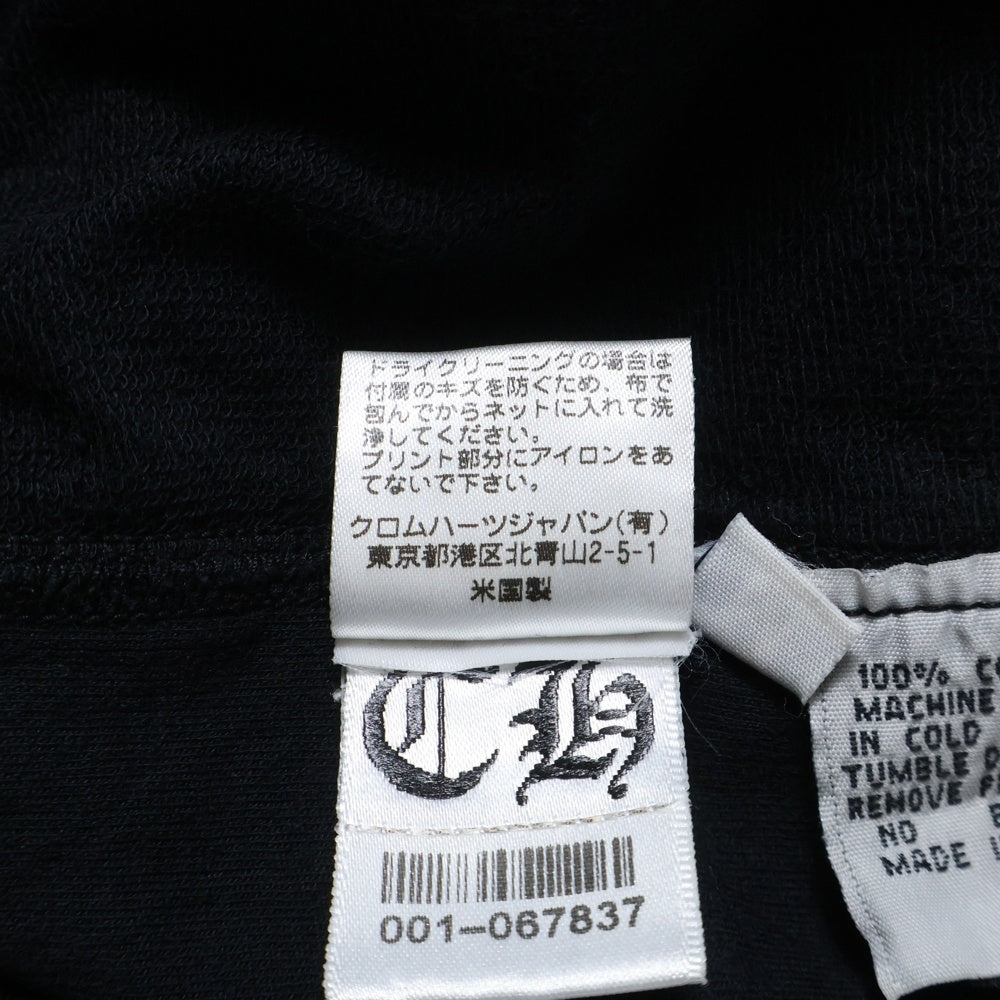 ドライクリーニングの場合は
付属のキズを防ぐため、布で
包んでからネットに入れて洗
浄してください。
プリント部分にアイロンをあ
てないで下さい。
クロムハーツジャパン(有)
東京都港区北青山2-5-1
米国製
CH
001-067837
100%
MACHINE
IN COLD
TUMBLE
REMOVE
NO
MADE